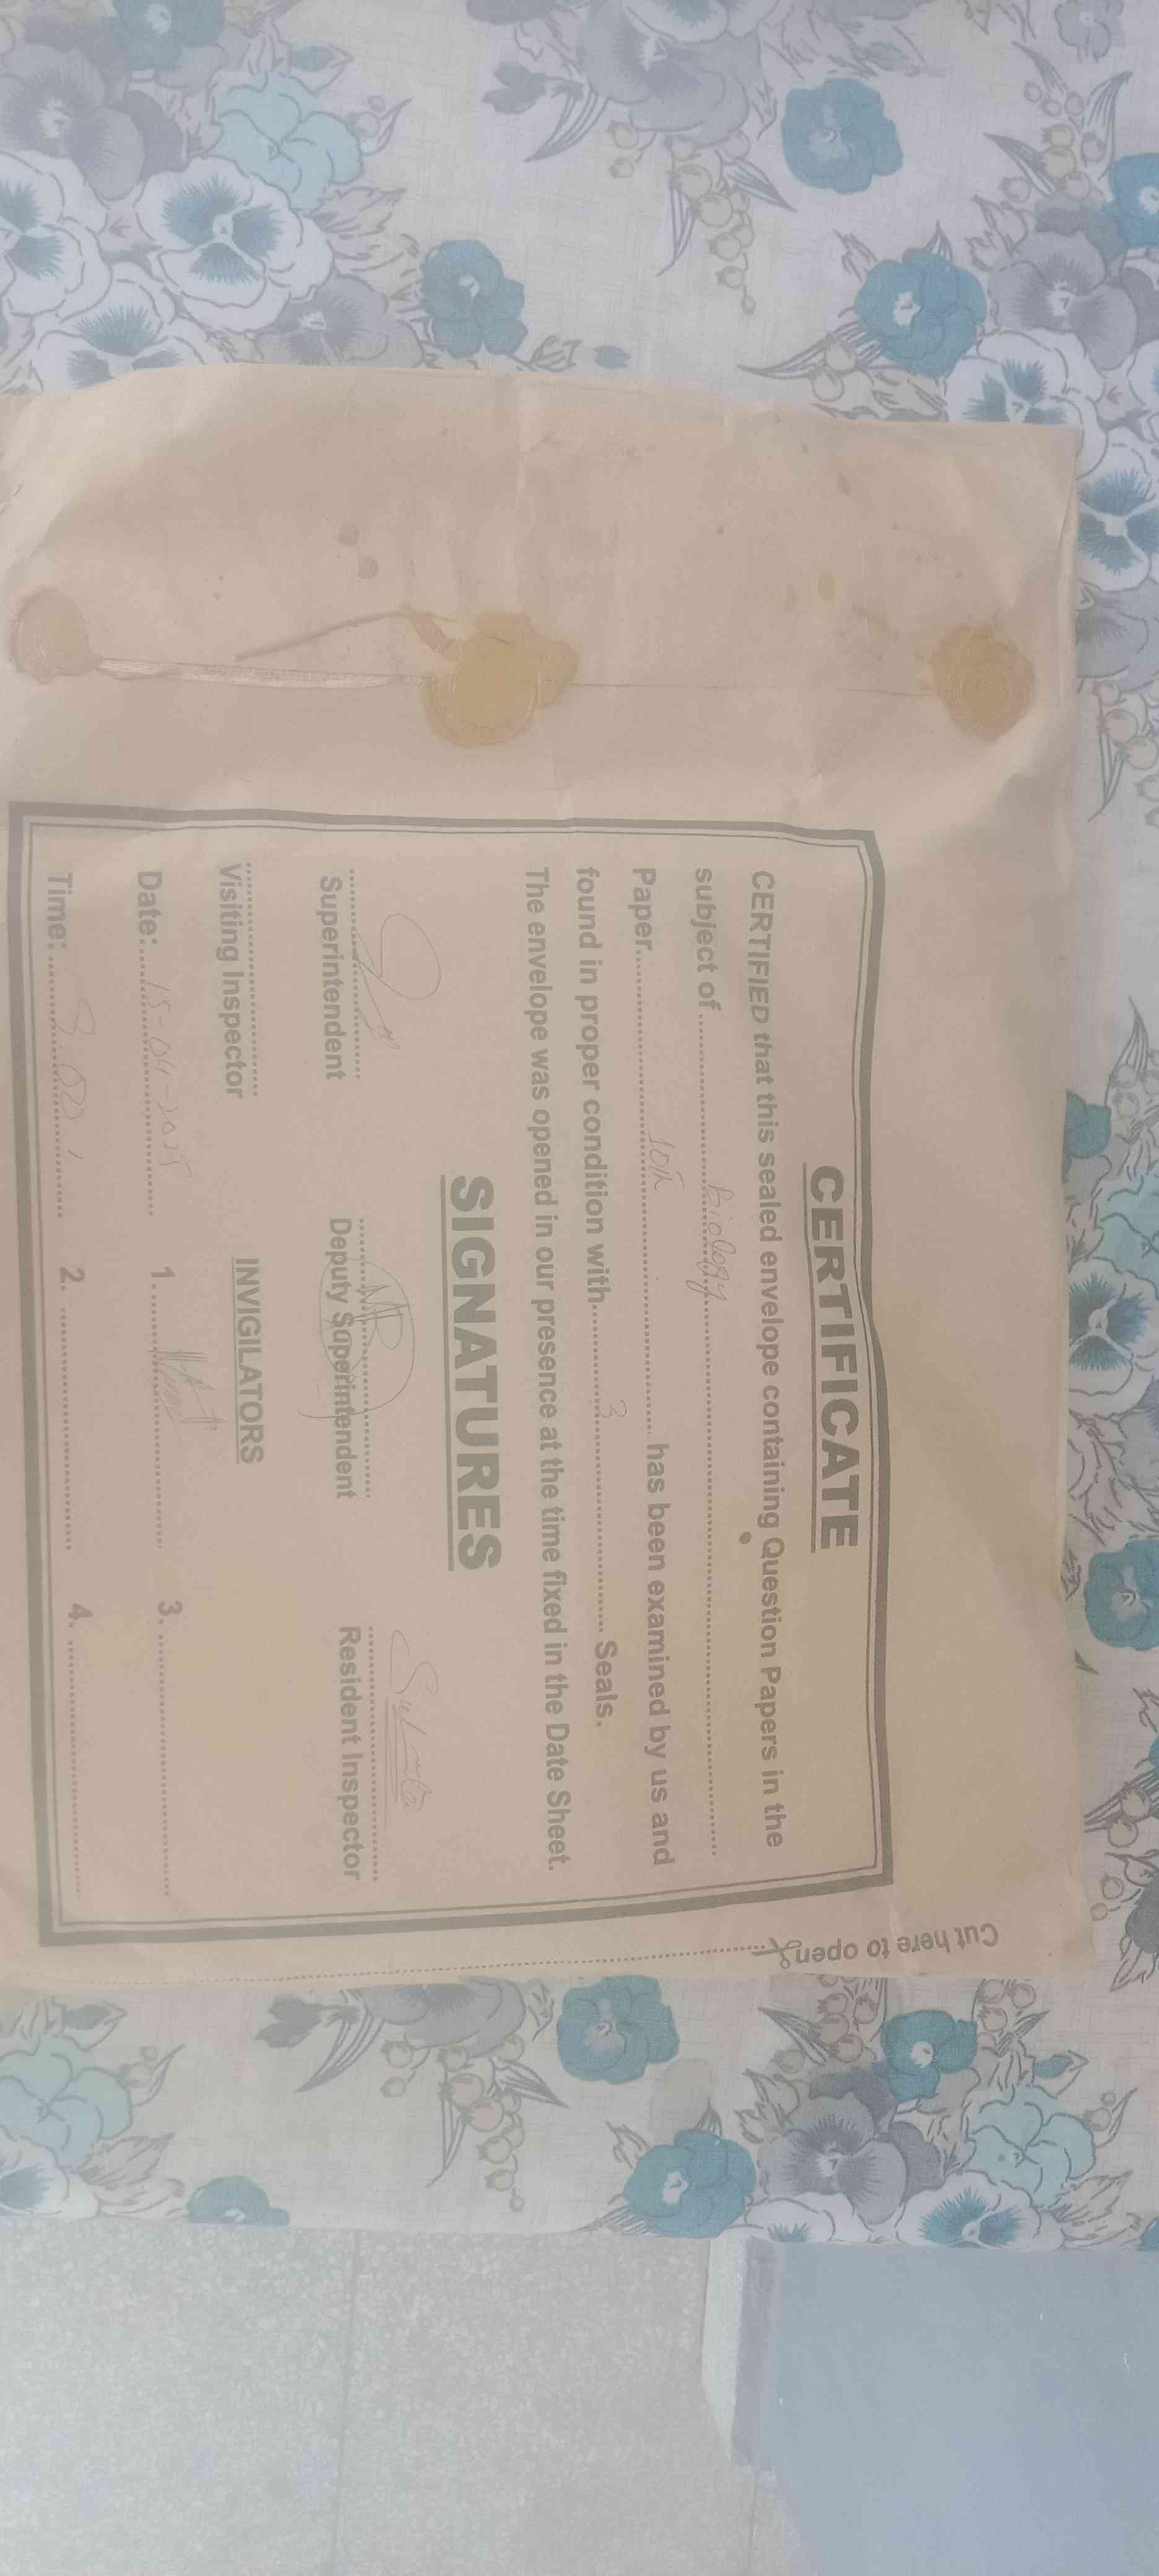 CERTIFICATE
CERTIFIED that this sealed envelope containing Question Papers in the
subject of ........ Biology ........
Paper........ 10th ........ has been examined by us and
found in proper condition with........ 3 ........ Seals.
The envelope was opened in our presence at the time fixed in the Date Sheet.
SIGNATURES
Superintendent Deputy Superintendent Resident Inspector
Visiting Inspector INVIGILATORS
Date:.... 15-04-2025 .... 1. ........ 3. ........
Time: .... 2. ........ 4. ........
Cut here to open